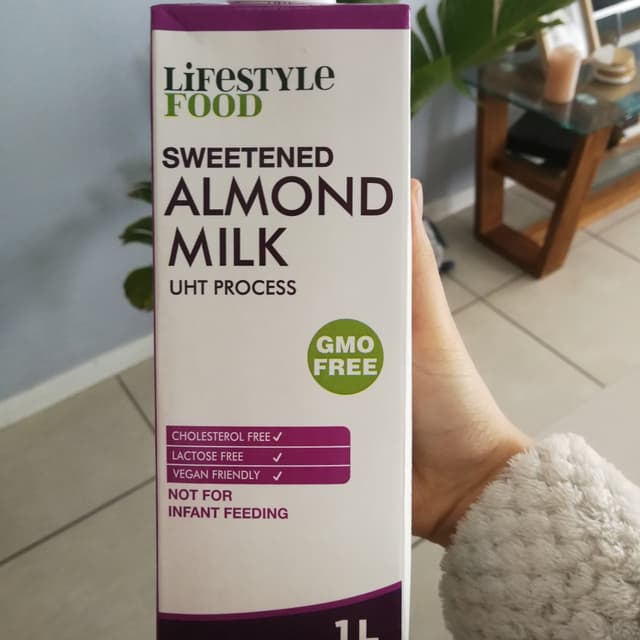 LiFeSTYLe
FOOD
SWEETENED
ALMOND
MILK
UHT PROCESS
GMO
FREE
CHOLESTEROL FREE ✓
LACTOSE FREE ✓
VEGAN FRIENDLY ✓
NOT FOR
INFANT FEEDING
1L